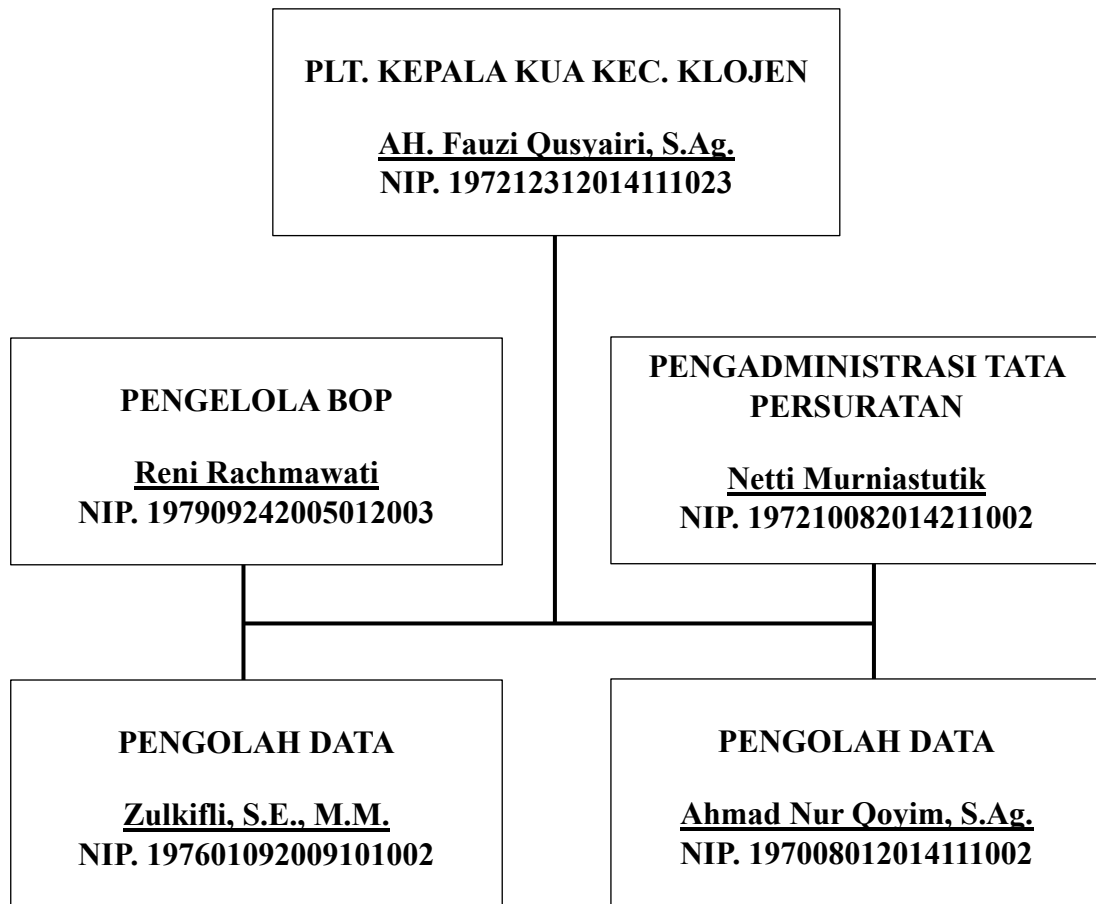 PLT. KEPALA KUA KEC. KLOJEN
AH. Fauzi Qusyairi, S.Ag.
NIP. 197212312014111023
PENGELOLA BOP
Reni Rachmawati
NIP. 197909242005012003
PENGADMINISTRASI TATA
PERSURATAN
Netti Murniastutik
NIP. 197210082014211002
PENGOLAH DATA
Zulkifli, S.E., M.M.
NIP. 197601092009101002
PENGOLAH DATA
Ahmad Nur Qoyim, S.Ag.
NIP. 197008012014111002